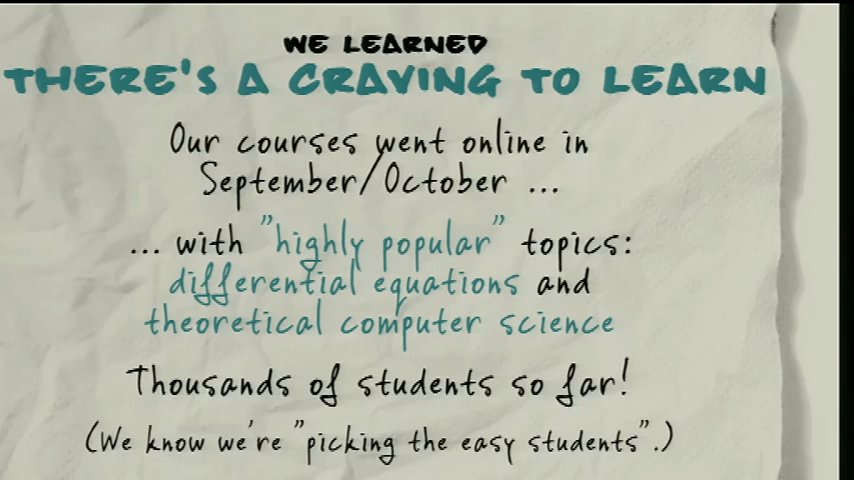 WE LEARNED
THERE'S A CRAVING TO LEARN
Our courses went online in
September/October ...
... with "highly popular" topics:
differential equations and
theoretical computer science
Thousands of students so far!
(We know we're "picking the easy students".)